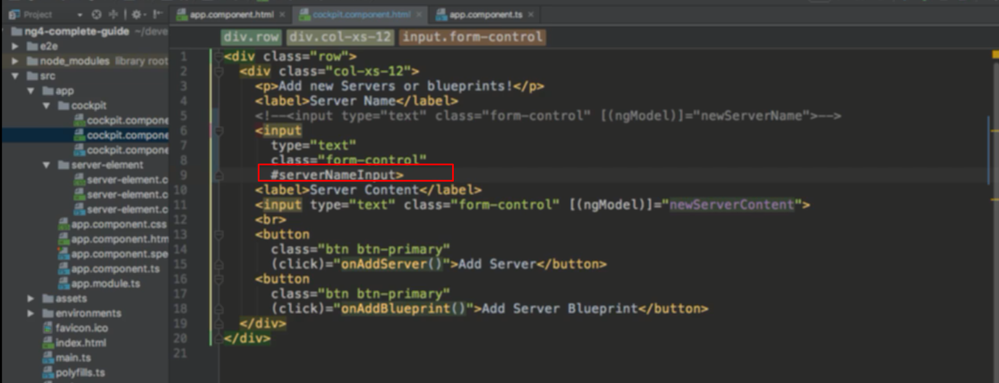 Project
app.component.html
cockpit.component.html
app.component.ts
ng4-complete-guide ~/deve
e2e
node_modules library root
src
app
cockpit
cockpit.compone
cockpit.compone
cockpit.compone
server-element
server-element.c
server-element.c
server-element.c
app.component.css
app.component.htm
app.component.spe
app.component.ts
app.module.ts
assets
environments
favicon.ico
index.html
main.ts
polyfills.ts
div.row div.col-xs-12 input.form-control
1 <div class="row">
2 <div class="col-xs-12">
3 <p>Add new Servers or blueprints!</p>
4 <label>Server Name</label>
5 <!--<input type="text" class="form-control" [(ngModel)]="newServerName">-->
6 <input
7 type="text"
8 class="form-control"
9 #serverNameInput>
10 <label>Server Content</label>
11 <input type="text" class="form-control" [(ngModel)]="newServerContent">
12 <br>
13 <button
14 class="btn btn-primary"
15 (click)="onAddServer()">Add Server</button>
16 <button
17 class="btn btn-primary"
18 (click)="onAddBlueprint()">Add Server Blueprint</button>
19 </div>
20 </div>
21